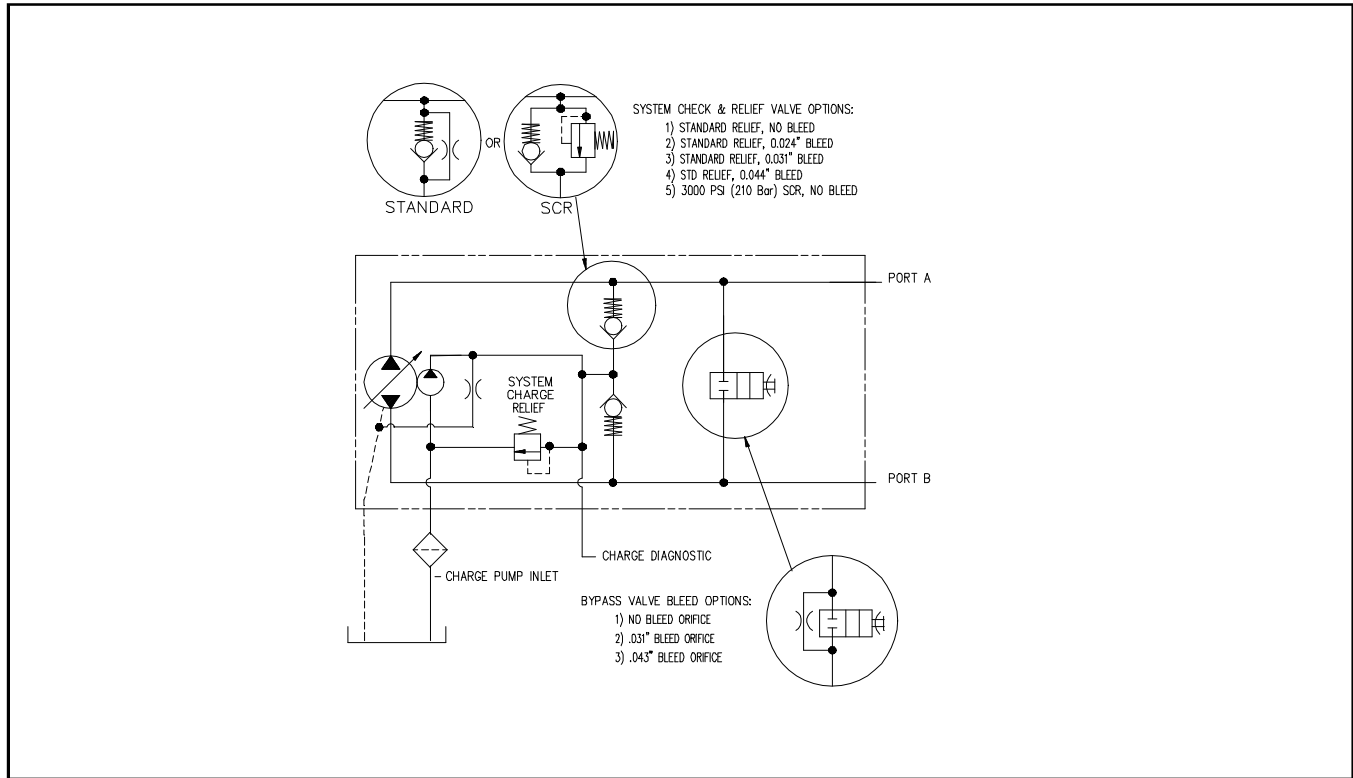 SYSTEM CHECK & RELIEF VALVE OPTIONS:
1) STANDARD RELIEF, NO BLEED
2) STANDARD RELIEF, 0.024" BLEED
3) STANDARD RELIEF, 0.031" BLEED
4) STD RELIEF, 0.044" BLEED
5) 3000 PSI (210 Bar) SCR, NO BLEED
OR
STANDARD
SCR
PORT A
SYSTEM
CHARGE
RELIEF
PORT B
CHARGE DIAGNOSTIC
CHARGE PUMP INLET
BYPASS VALVE BLEED OPTIONS:
1) NO BLEED ORIFICE
2) .031" BLEED ORIFICE
3) .043" BLEED ORIFICE